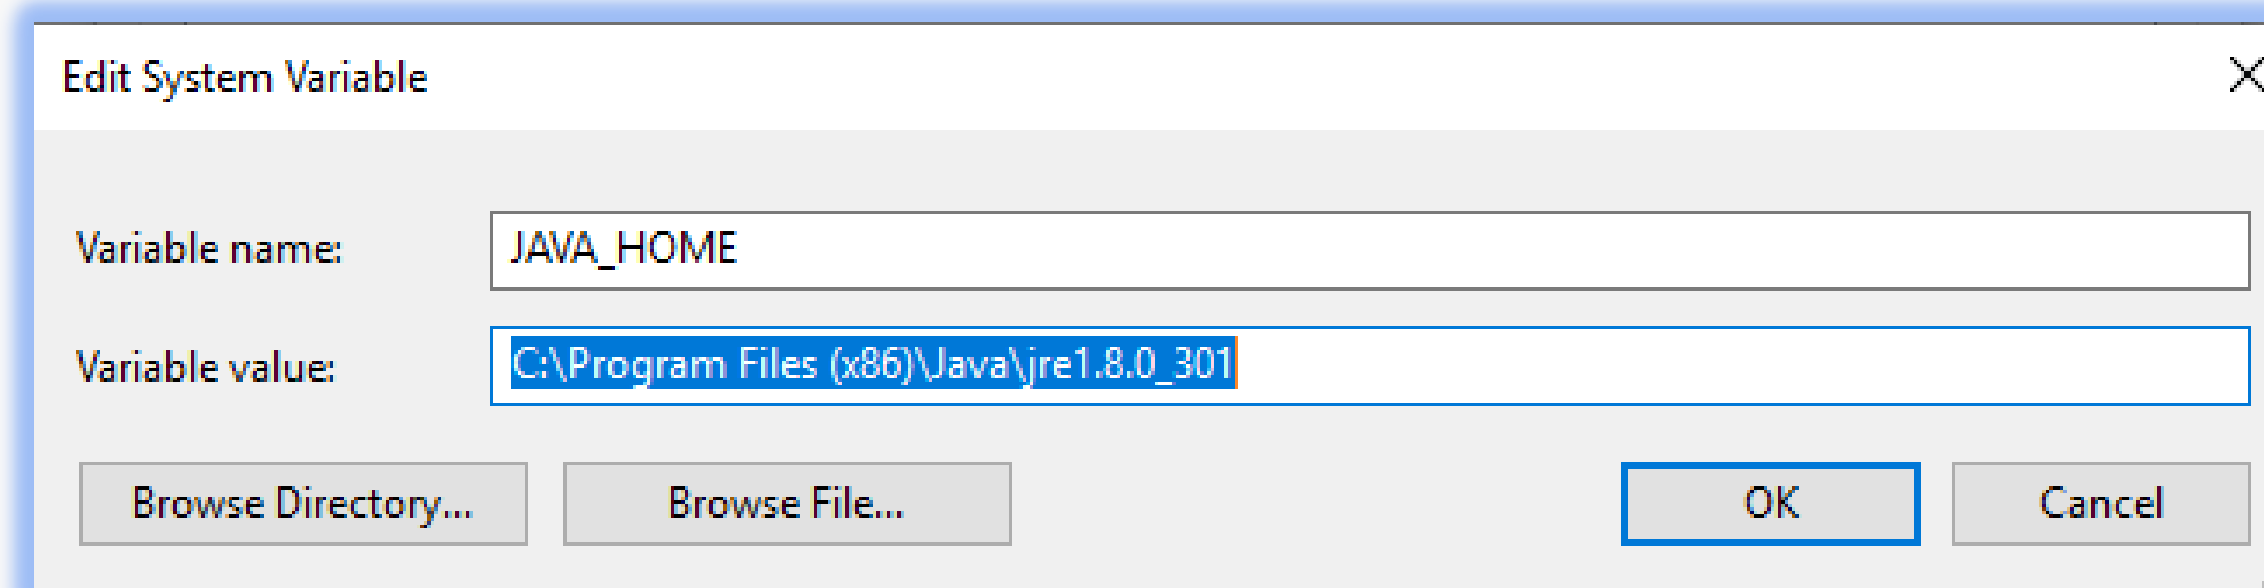 Edit System Variable
Variable name: JAVA_HOME
Variable value: C:\Program Files (x86)\Java\jre1.8.0_301
Browse Directory... Browse File... OK Cancel